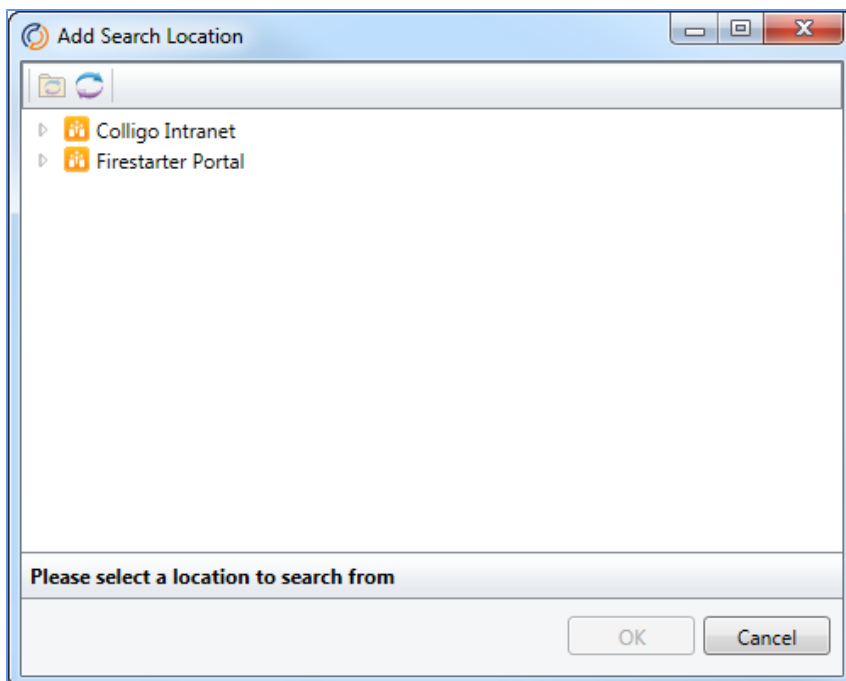 Add Search Location
Colligo Intranet
Firestarter Portal
Please select a location to search from
OK Cancel